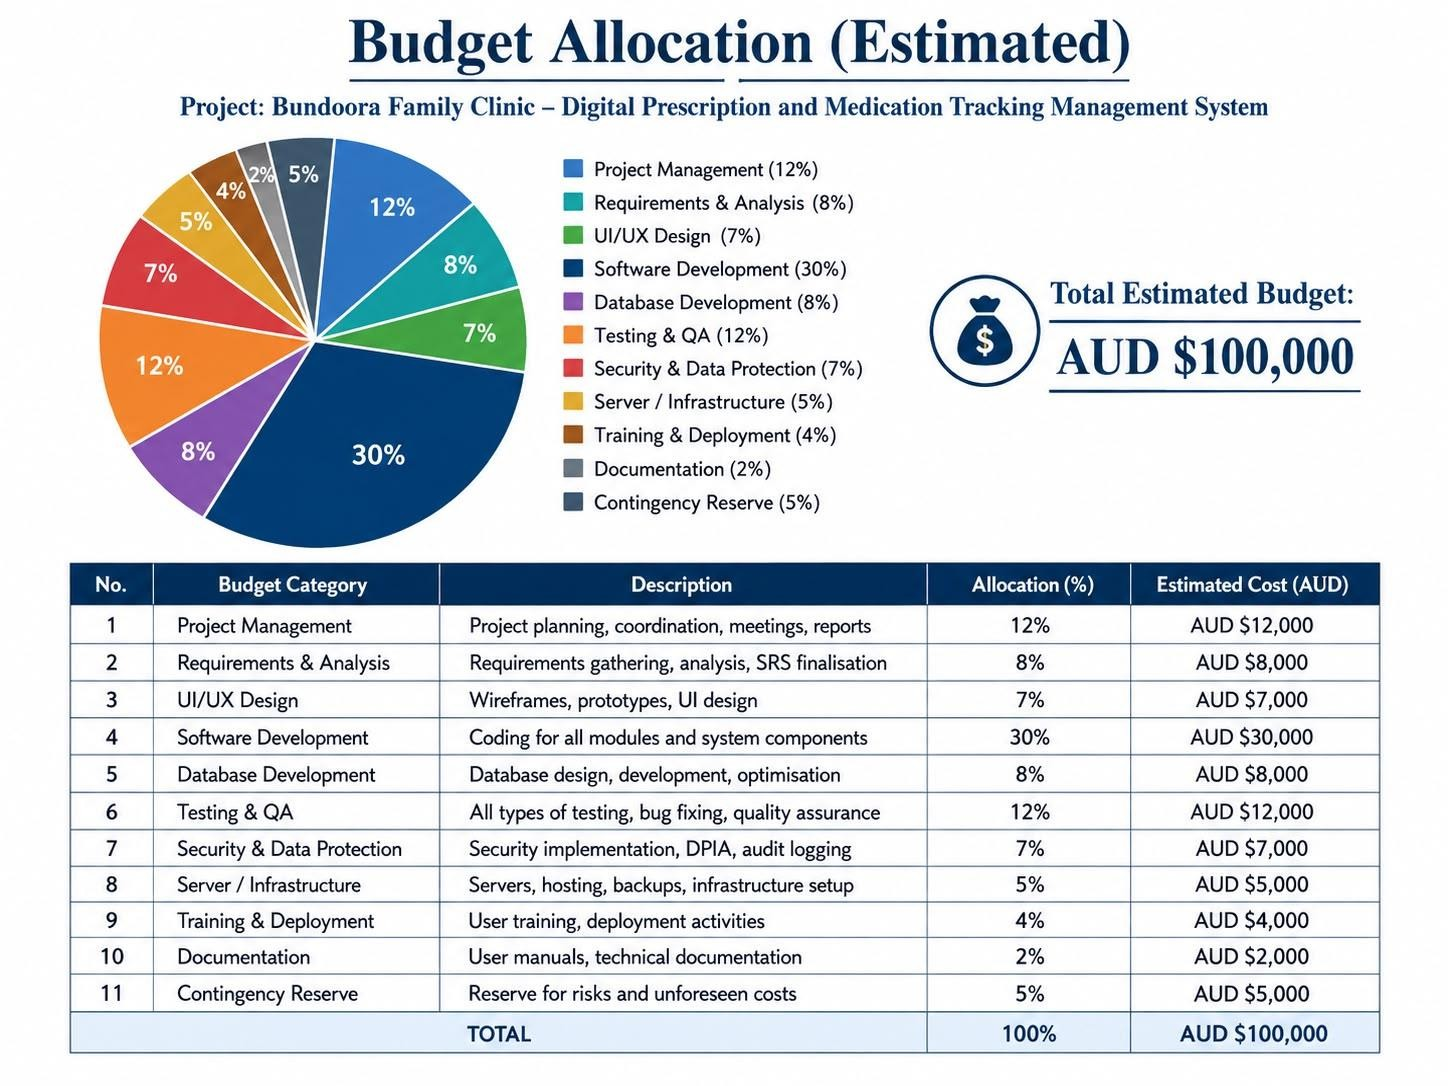 Budget Allocation (Estimated)
Project: Bundoora Family Clinic – Digital Prescription and Medication Tracking Management System
12%
8%
7%
30%
8%
12%
7%
5%
4%
2%
5%
Project Management (12%)
Requirements & Analysis (8%)
UI/UX Design (7%)
Software Development (30%)
Database Development (8%)
Testing & QA (12%)
Security & Data Protection (7%)
Server / Infrastructure (5%)
Training & Deployment (4%)
Documentation (2%)
Contingency Reserve (5%)
$
Total Estimated Budget:
AUD $100,000
No. Budget Category Description Allocation (%) Estimated Cost (AUD)
1 Project Management Project planning, coordination, meetings, reports 12% AUD $12,000
2 Requirements & Analysis Requirements gathering, analysis, SRS finalisation 8% AUD $8,000
3 UI/UX Design Wireframes, prototypes, UI design 7% AUD $7,000
4 Software Development Coding for all modules and system components 30% AUD $30,000
5 Database Development Database design, development, optimisation 8% AUD $8,000
6 Testing & QA All types of testing, bug fixing, quality assurance 12% AUD $12,000
7 Security & Data Protection Security implementation, DPIA, audit logging 7% AUD $7,000
8 Server / Infrastructure Servers, hosting, backups, infrastructure setup 5% AUD $5,000
9 Training & Deployment User training, deployment activities 4% AUD $4,000
10 Documentation User manuals, technical documentation 2% AUD $2,000
11 Contingency Reserve Reserve for risks and unforeseen costs 5% AUD $5,000
TOTAL 100% AUD $100,000